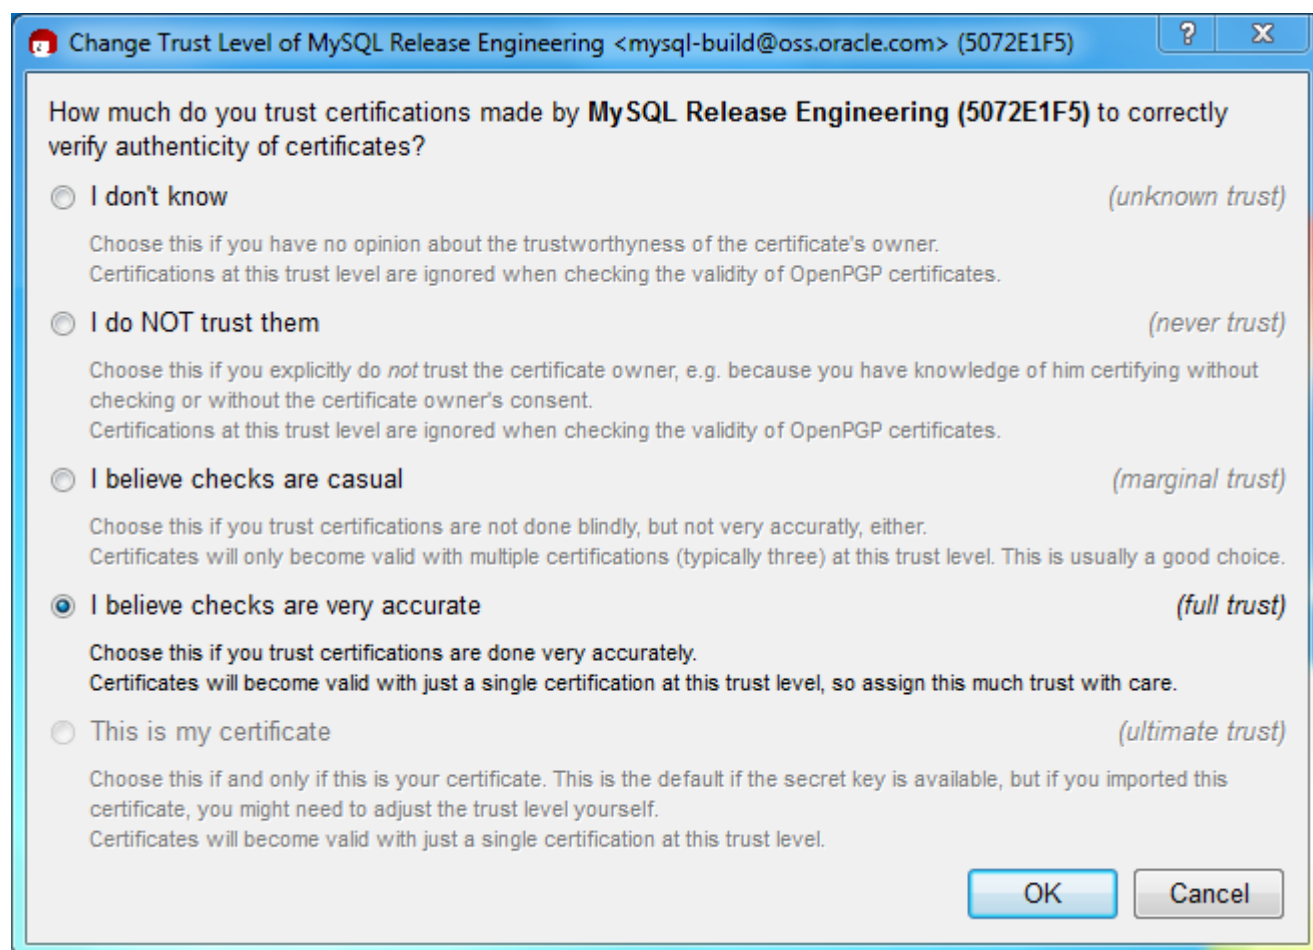 Change Trust Level of MySQL Release Engineering <mysql-build@oss.oracle.com> (5072E1F5)
How much do you trust certifications made by MySQL Release Engineering (5072E1F5) to correctly
verify authenticity of certificates?
I don't know (unknown trust)
Choose this if you have no opinion about the trustworthyness of the certificate's owner.
Certifications at this trust level are ignored when checking the validity of OpenPGP certificates.
I do NOT trust them (never trust)
Choose this if you explicitly do not trust the certificate owner, e.g. because you have knowledge of him certifying without
checking or without the certificate owner's consent.
Certifications at this trust level are ignored when checking the validity of OpenPGP certificates.
I believe checks are casual (marginal trust)
Choose this if you trust certifications are not done blindly, but not very accuratly, either.
Certificates will only become valid with multiple certifications (typically three) at this trust level. This is usually a good choice.
I believe checks are very accurate (full trust)
Choose this if you trust certifications are done very accurately.
Certificates will become valid with just a single certification at this trust level, so assign this much trust with care.
This is my certificate (ultimate trust)
Choose this if and only if this is your certificate. This is the default if the secret key is available, but if you imported this
certificate, you might need to adjust the trust level yourself.
Certificates will become valid with just a single certification at this trust level.
OK Cancel